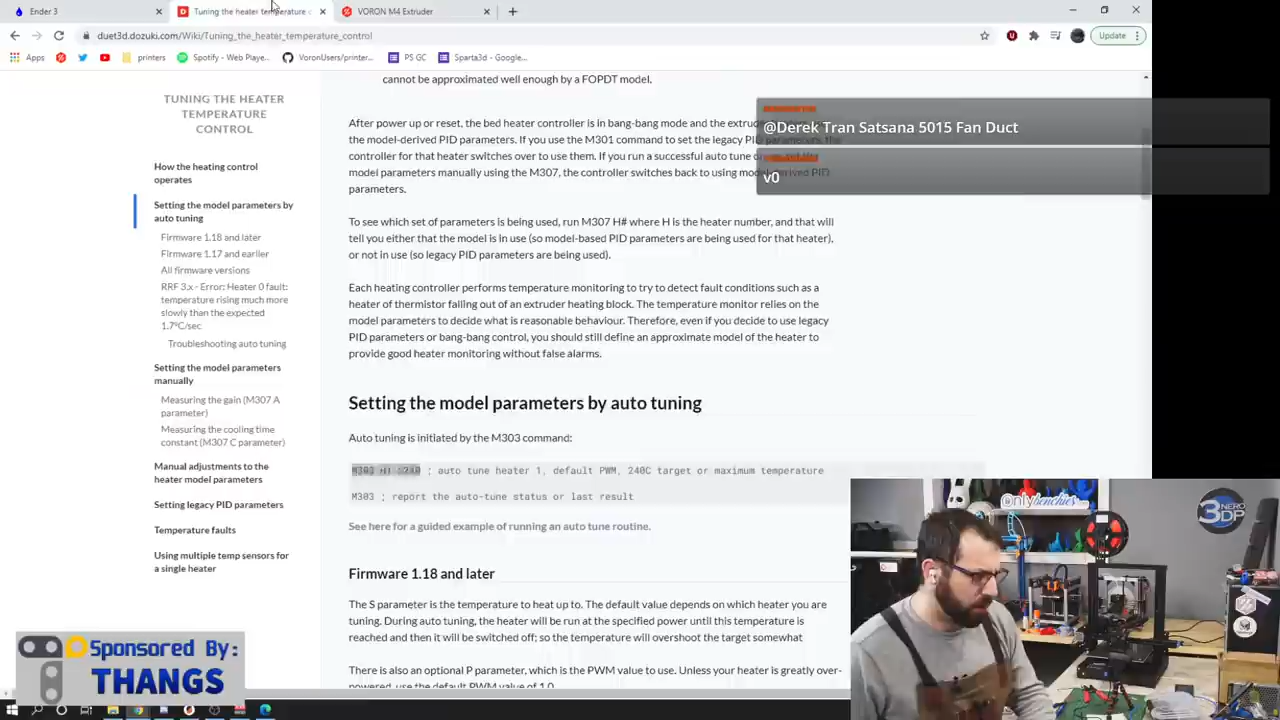 Ender 3
Tuning the heater temperature c
VORON M4 Extruder
duet3d.dozuki.com/Wiki/Tuning_the_heater_temperature_control
Update
Apps
printers
Spotify - Web Playe...
VoronUsers/printer...
PS GC
Sparta3d - Google...
TUNING THE HEATER
TEMPERATURE
CONTROL
How the heating control
operates
Setting the model parameters by
auto tuning
Firmware 1.18 and later
Firmware 1.17 and earlier
All firmware versions
RRF 3.x - Error: Heater 0 fault:
temperature rising much more
slowly than the expected
1.7°C/sec
Troubleshooting auto tuning
Setting the model parameters
manually
Measuring the gain (M307 A
parameter)
Measuring the cooling time
constant (M307 C parameter)
Manual adjustments to the
heater model parameters
Setting legacy PID parameters
Temperature faults
Using multiple temp sensors for
a single heater
cannot be approximated well enough by a FOPDT model.
After power up or reset, the bed heater controller is in bang-bang mode and the
the model-derived PID parameters. If you use the M301 command to set the legacy PID parameters, the
controller for that heater switches over to use them. If you run a successful auto tune or
model parameters manually using the M307, the controller switches back to using model-derived PID
parameters.
To see which set of parameters is being used, run M307 H# where H is the heater number, and that will
tell you either that the model is in use (so model-based PID parameters are being used for that heater),
or not in use (so legacy PID parameters are being used).
Each heating controller performs temperature monitoring to try to detect fault conditions such as a
heater of thermistor falling out of an extruder heating block. The temperature monitor relies on the
model parameters to decide what is reasonable behaviour. Therefore, even if you decide to use legacy
PID parameters or bang-bang control, you should still define an approximate model of the heater to
provide good heater monitoring without false alarms.
Setting the model parameters by auto tuning
Auto tuning is initiated by the M303 command:
M303 H1 S240 ; auto tune heater 1, default PWM, 240C target or maximum temperature
M303 ; report the auto-tune status or last result
See here for a guided example of running an auto tune routine.
Firmware 1.18 and later
The S parameter is the temperature to heat up to. The default value depends on which heater you are
tuning. During auto tuning, the heater will be run at the specified power until this temperature is
reached and then it will be switched off; so the temperature will overshoot the target somewhat
There is also an optional P parameter, which is the PWM value to use. Unless your heater is greatly over-
powered, use the default PWM value of 1.0
@Derek Tran Satsana 5015 Fan Duct
v0
@onlybenchies
3D NERD
3DP
Sponsored By:
THANGS